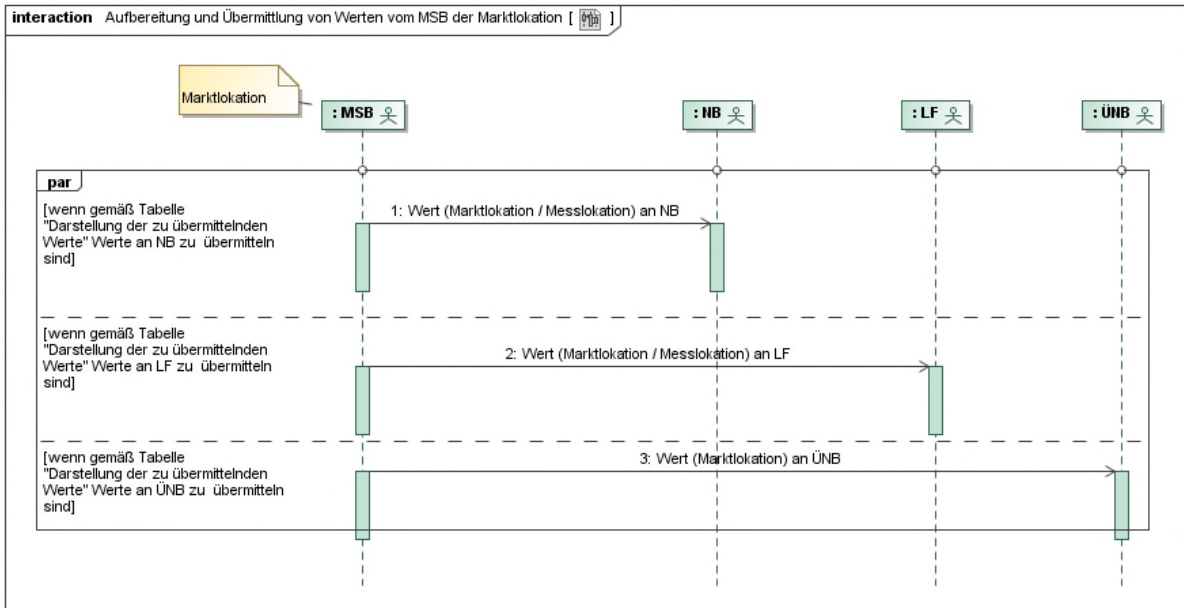 interaction Aufbereitung und Übermittlung von Werten vom MSB der Marktlokation [ ]
Marktlokation
: MSB
: NB
: LF
: ÜNB
par
[wenn gemäß Tabelle
"Darstellung der zu übermittelnden
Werte" Werte an NB zu übermitteln
sind]
1: Wert (Marktlokation / Messlokation) an NB
[wenn gemäß Tabelle
"Darstellung der zu übermittelnden
Werte" Werte an LF zu übermitteln
sind]
2: Wert (Marktlokation / Messlokation) an LF
[wenn gemäß Tabelle
"Darstellung der zu übermittelnden
Werte" Werte an ÜNB zu übermitteln
sind]
3: Wert (Marktlokation) an ÜNB